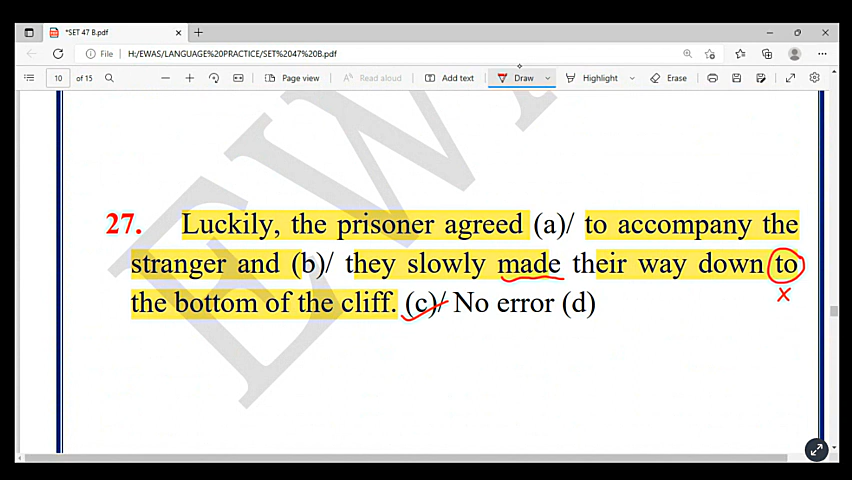 *SET 47 B.pdf
File H:/EWAS/LANGUAGE%20PRACTICE/SET%2047%20B.pdf
10 of 15 Page view Read aloud Add text Draw Highlight Erase
EWA
27. Luckily, the prisoner agreed (a)/ to accompany the
stranger and (b)/ they slowly made their way down to
the bottom of the cliff. (c)/ No error (d)